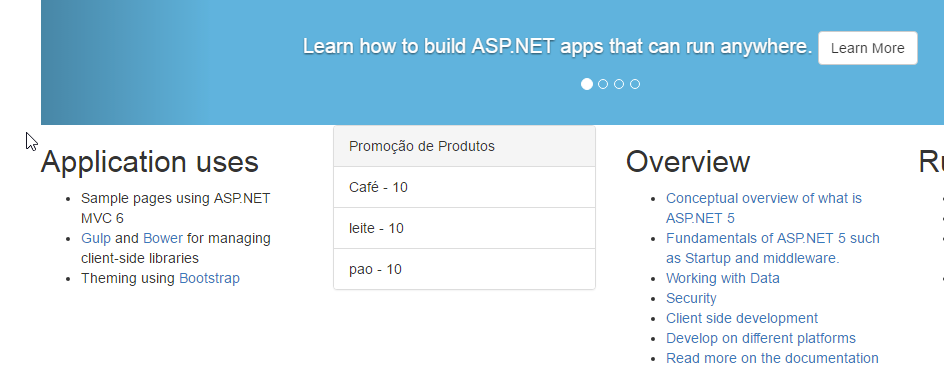 Learn how to build ASP.NET apps that can run anywhere. Learn More
Application uses
Sample pages using ASP.NET
MVC 6
Gulp and Bower for managing
client-side libraries
Theming using Bootstrap
Promoção de Produtos
Café - 10
leite - 10
pao - 10
Overview
Conceptual overview of what is
ASP.NET 5
Fundamentals of ASP.NET 5 such
as Startup and middleware.
Working with Data
Security
Client side development
Develop on different platforms
Read more on the documentation